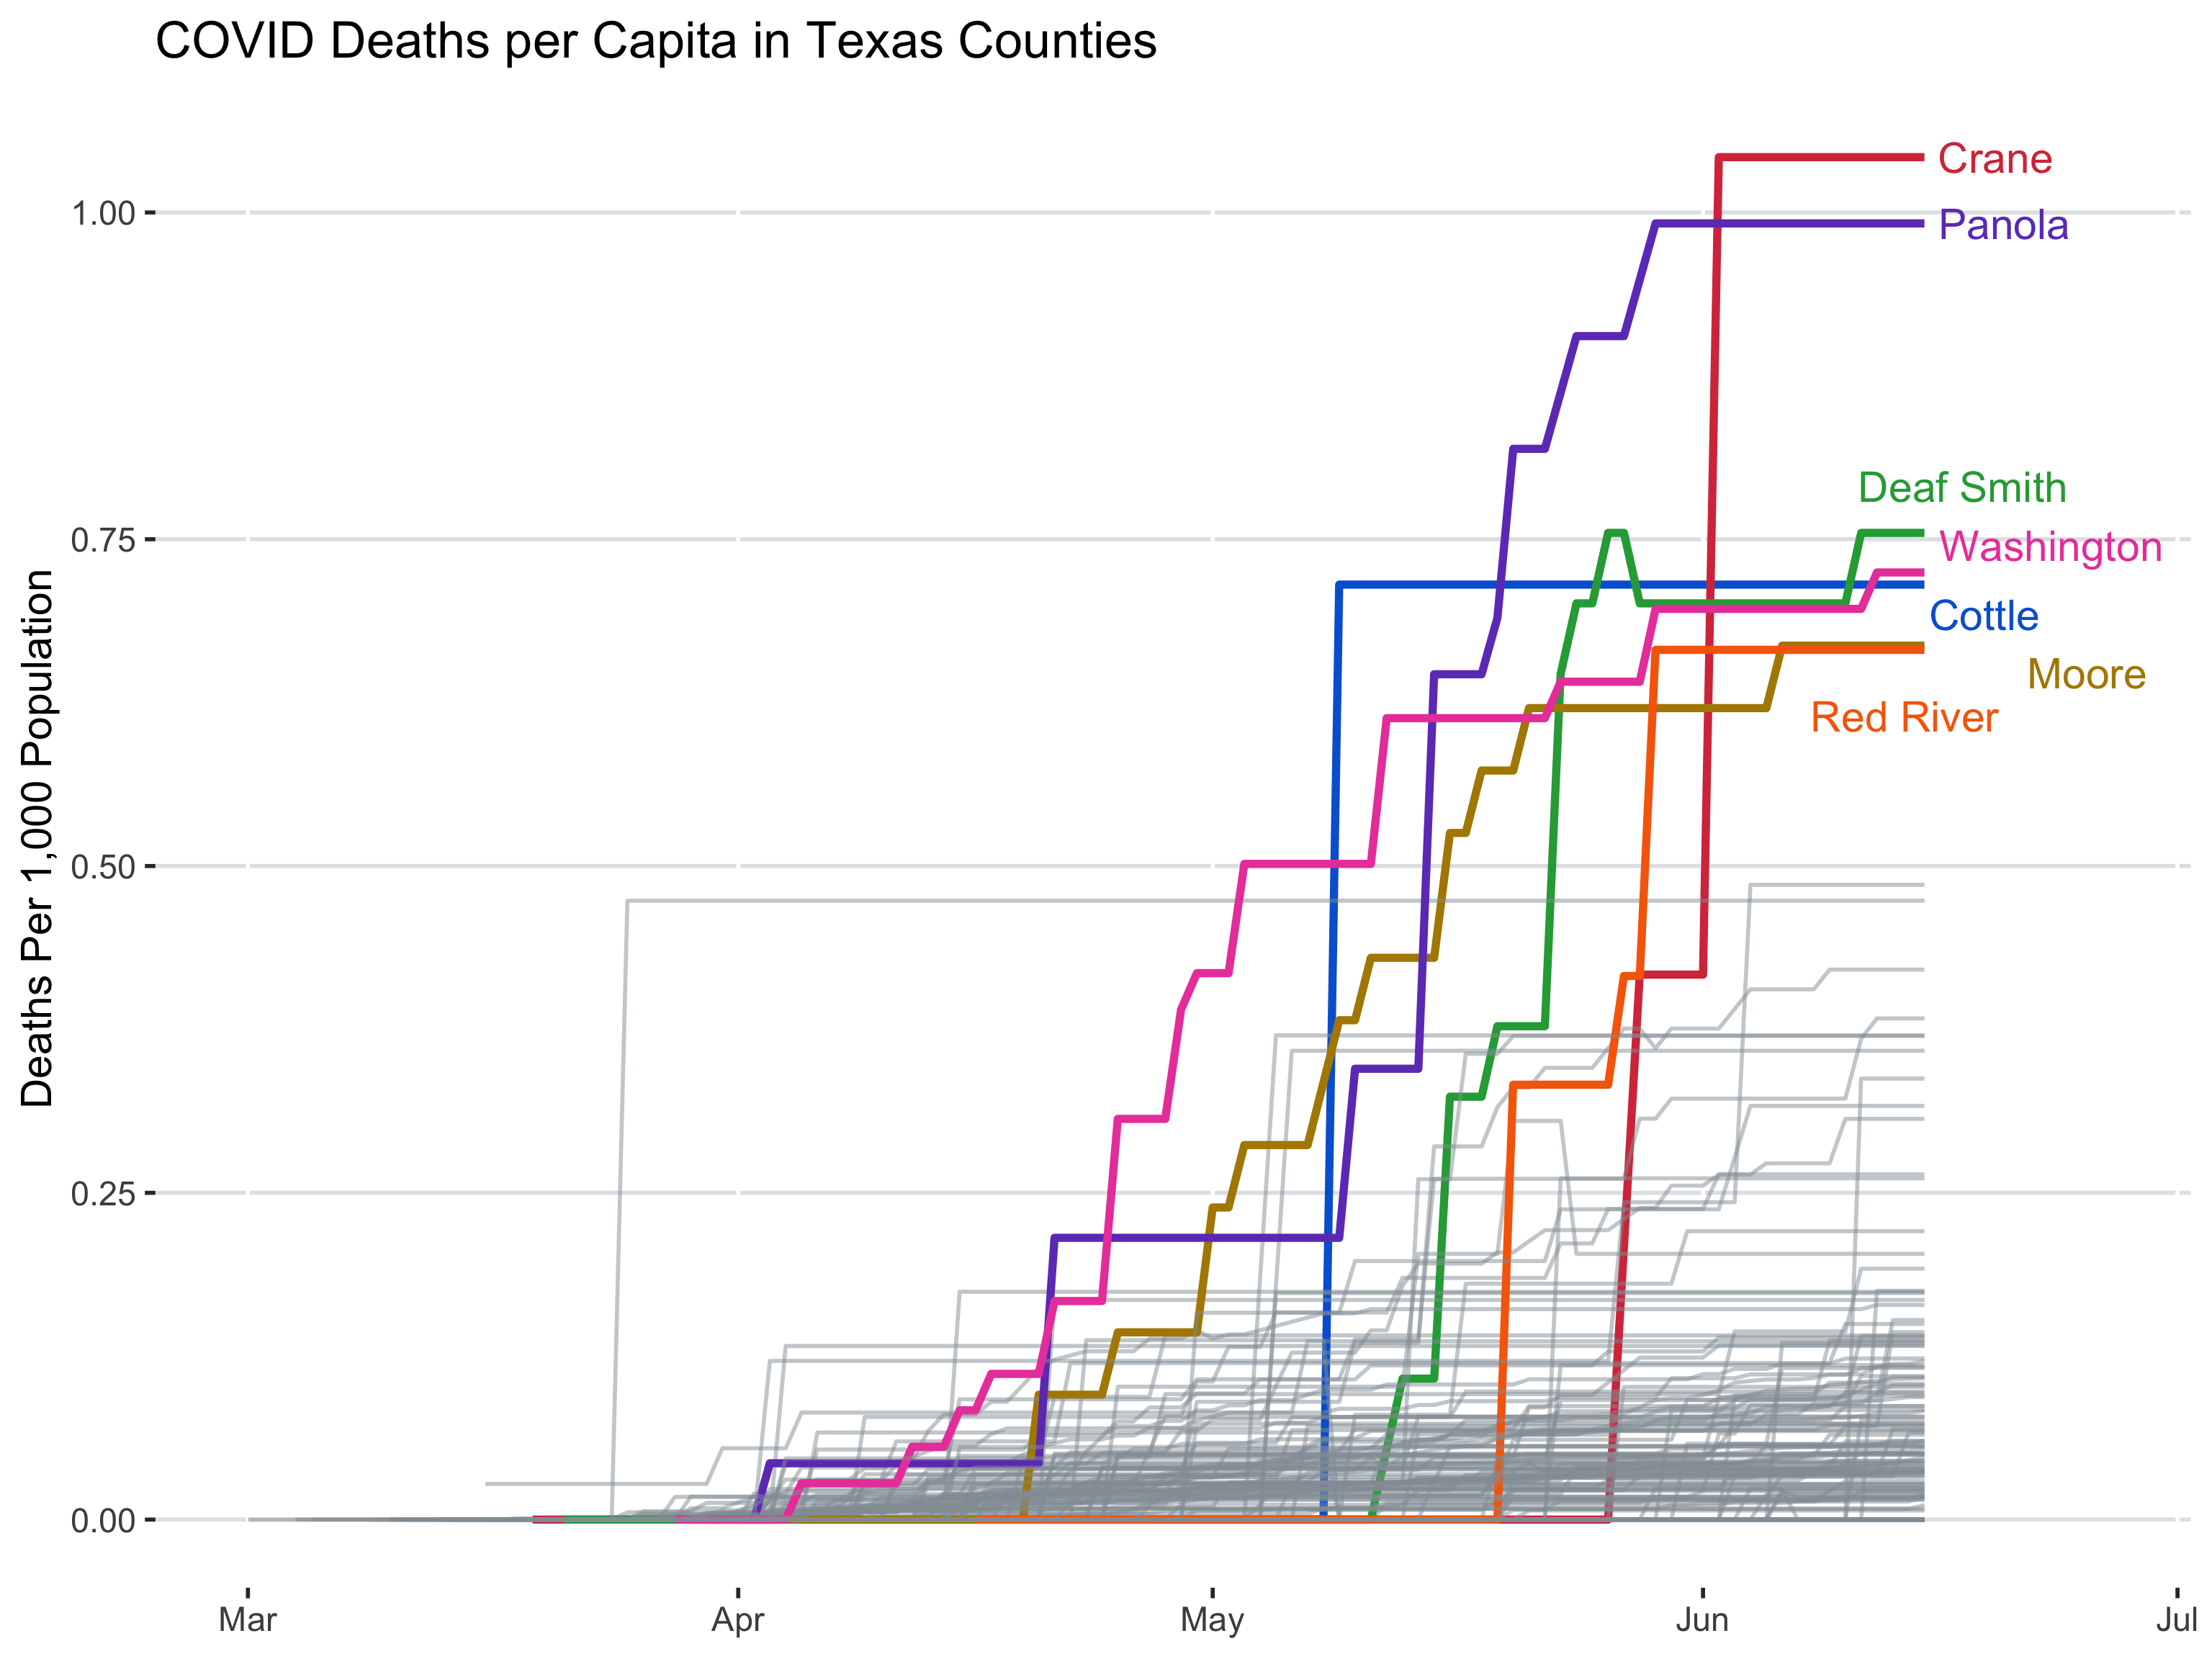 COVID Deaths per Capita in Texas Counties
Deaths Per 1,000 Population
1.00
0.75
0.50
0.25
0.00
Crane
Panola
Deaf Smith
Washington
Cottle
Moore
Red River
Mar
Apr
May
Jun
Jul